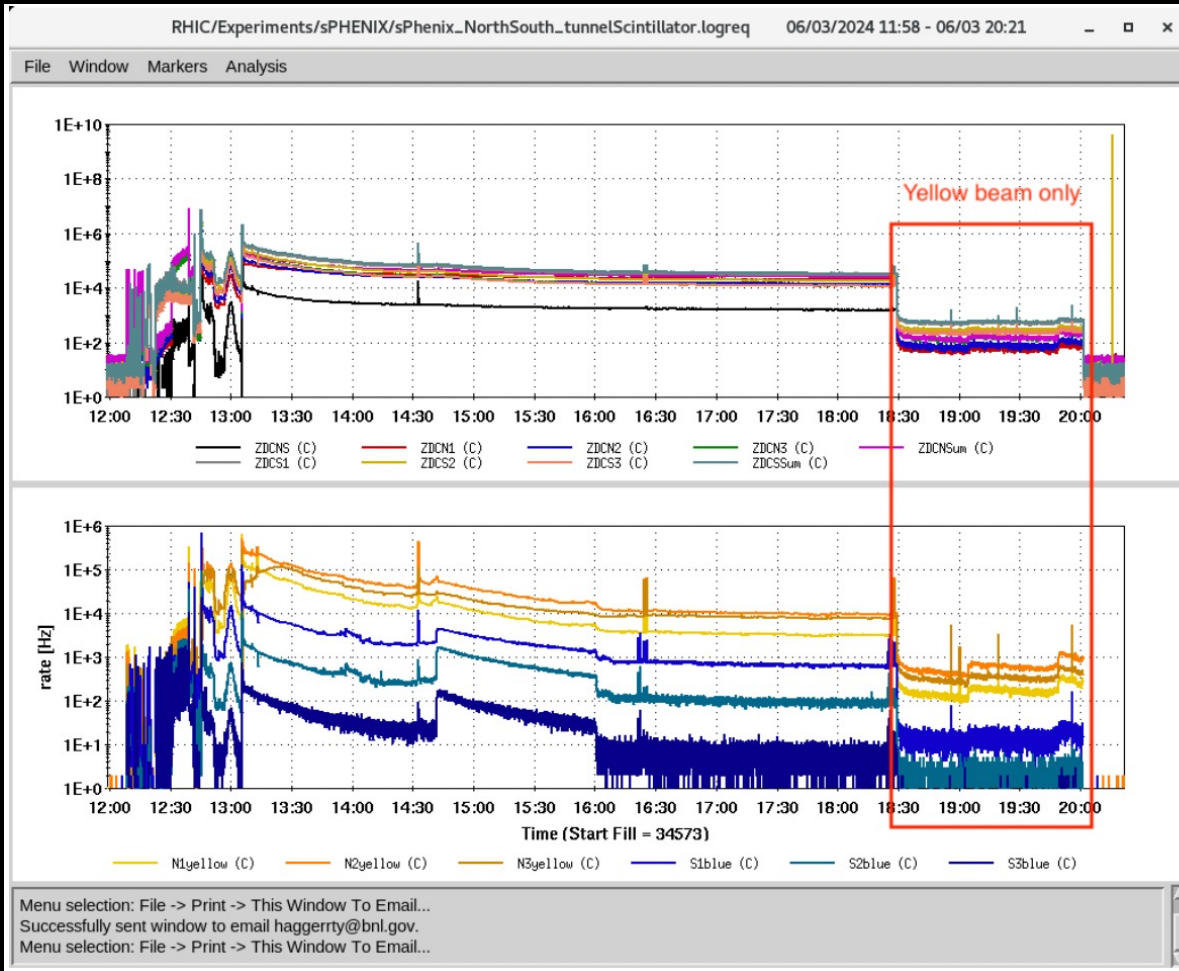 RHIC/Experiments/sPHENIX/sPhenix_NorthSouth_tunnelScintillator.logreq 06/03/2024 11:58 - 06/03 20:21
File Window Markers Analysis
1E+10
1E+8
1E+6
1E+4
1E+2
1E+0
Yellow beam only
12:00 12:30 13:00 13:30 14:00 14:30 15:00 15:30 16:00 16:30 17:00 17:30 18:00 18:30 19:00 19:30 20:00
ZDCNS (C) ZDCN1 (C) ZDCN2 (C) ZDCN3 (C) ZDCNSum (C)
ZDCS1 (C) ZDCS2 (C) ZDCS3 (C) ZDCSSum (C)
rate [Hz]
1E+6
1E+5
1E+4
1E+3
1E+2
1E+1
1E+0
12:00 12:30 13:00 13:30 14:00 14:30 15:00 15:30 16:00 16:30 17:00 17:30 18:00 18:30 19:00 19:30 20:00
Time (Start Fill = 34573)
N1yellow (C) N2yellow (C) N3yellow (C) S1blue (C) S2blue (C) S3blue (C)
Menu selection: File -> Print -> This Window To Email...
Successfully sent window to email haggerrty@bnl.gov.
Menu selection: File -> Print -> This Window To Email...